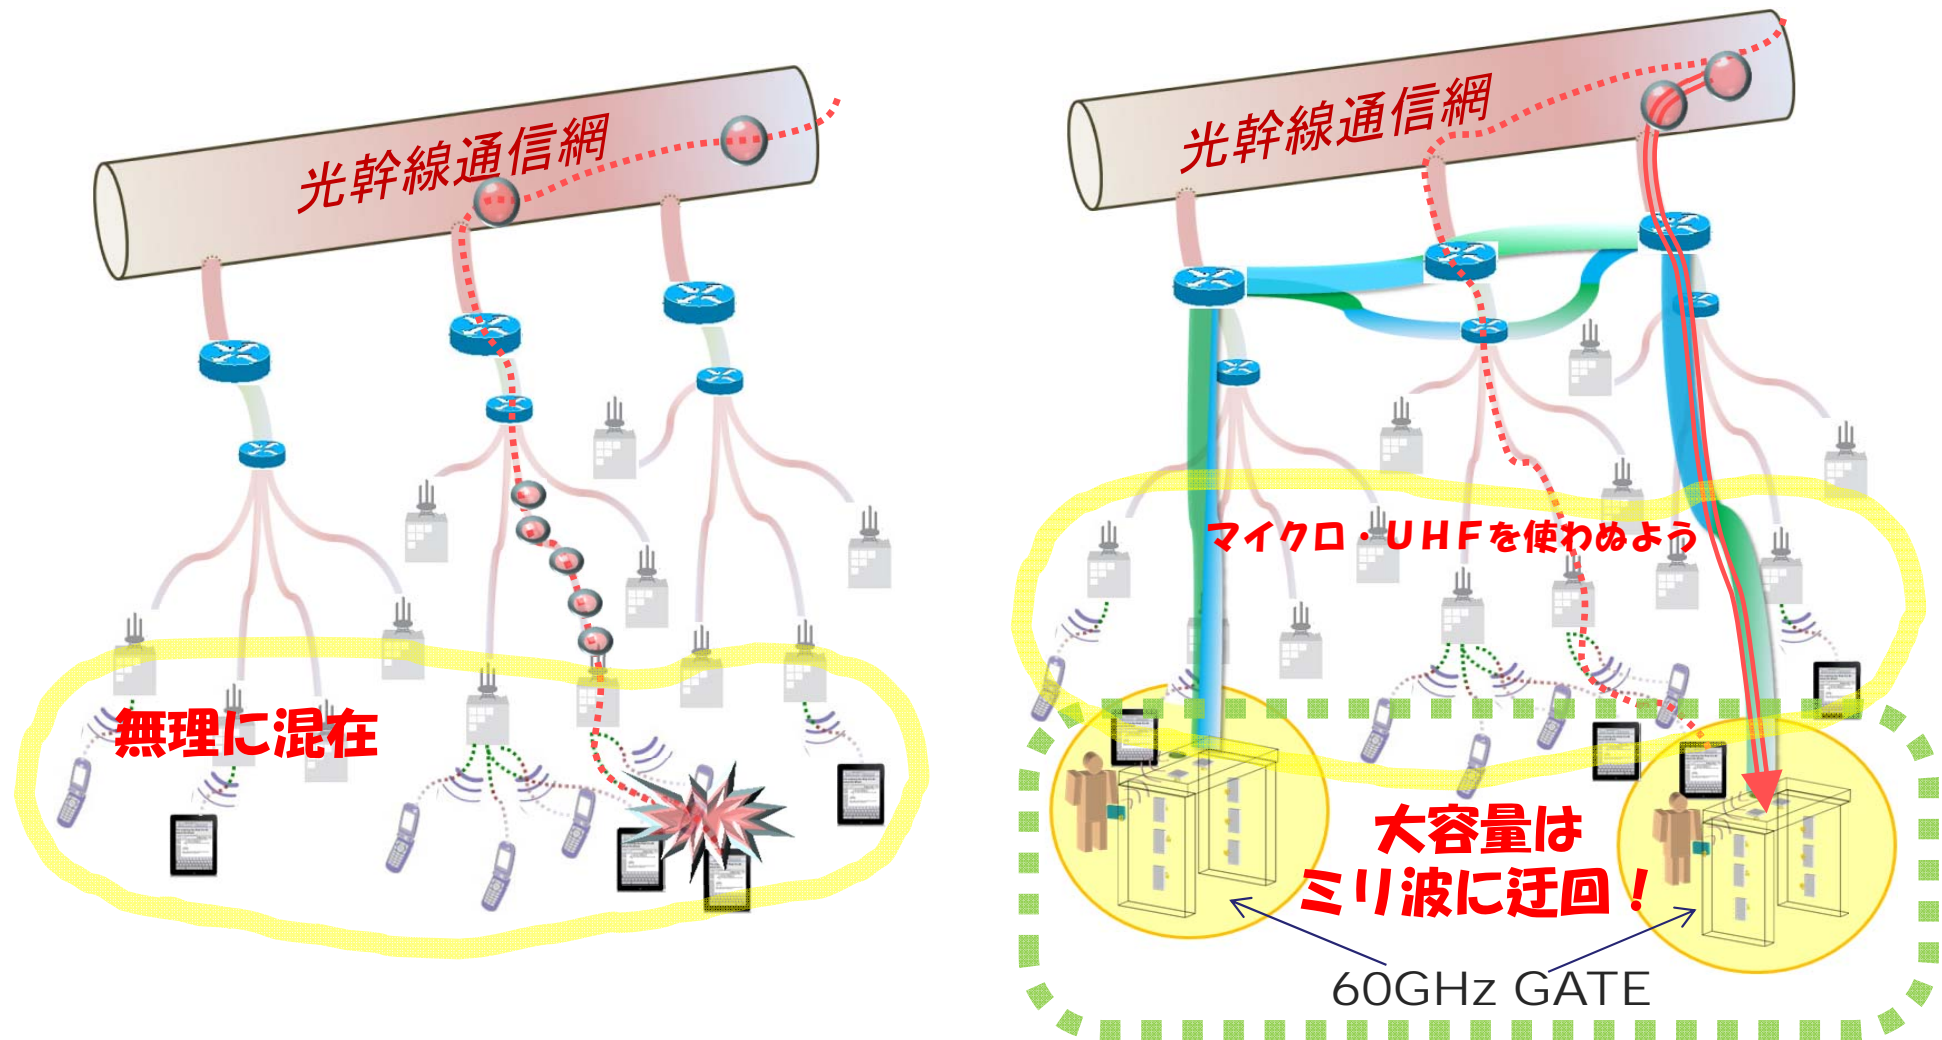 光幹線通信網
無理に混在
光幹線通信網
マイクロ・UHFを使わぬよう
大容量は
ミリ波に迂回！
60GHz GATE